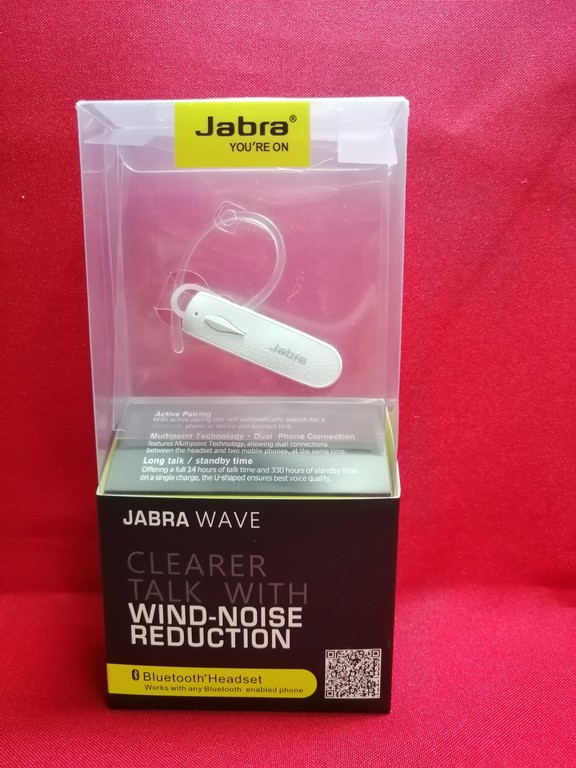 Jabra®
YOU'RE ON
Jabra
Active Pairing
With active pairing this unit automatically search for a
phone or device and connect to it
Multipoint Technology - Dual Phone Connection
features Multipoint Technology, allowing dual connections
between the headset and two mobile phones, at the same time.
Long talk / standby time
Offering a full 14 hours of talk time and 330 hours of standby time
on a single charge, the U-shaped ensures best voice quality.
JABRA WAVE
CLEARER
TALK WITH
WIND-NOISE
REDUCTION
Bluetooth® Headset
Works with any Bluetooth enabled phone